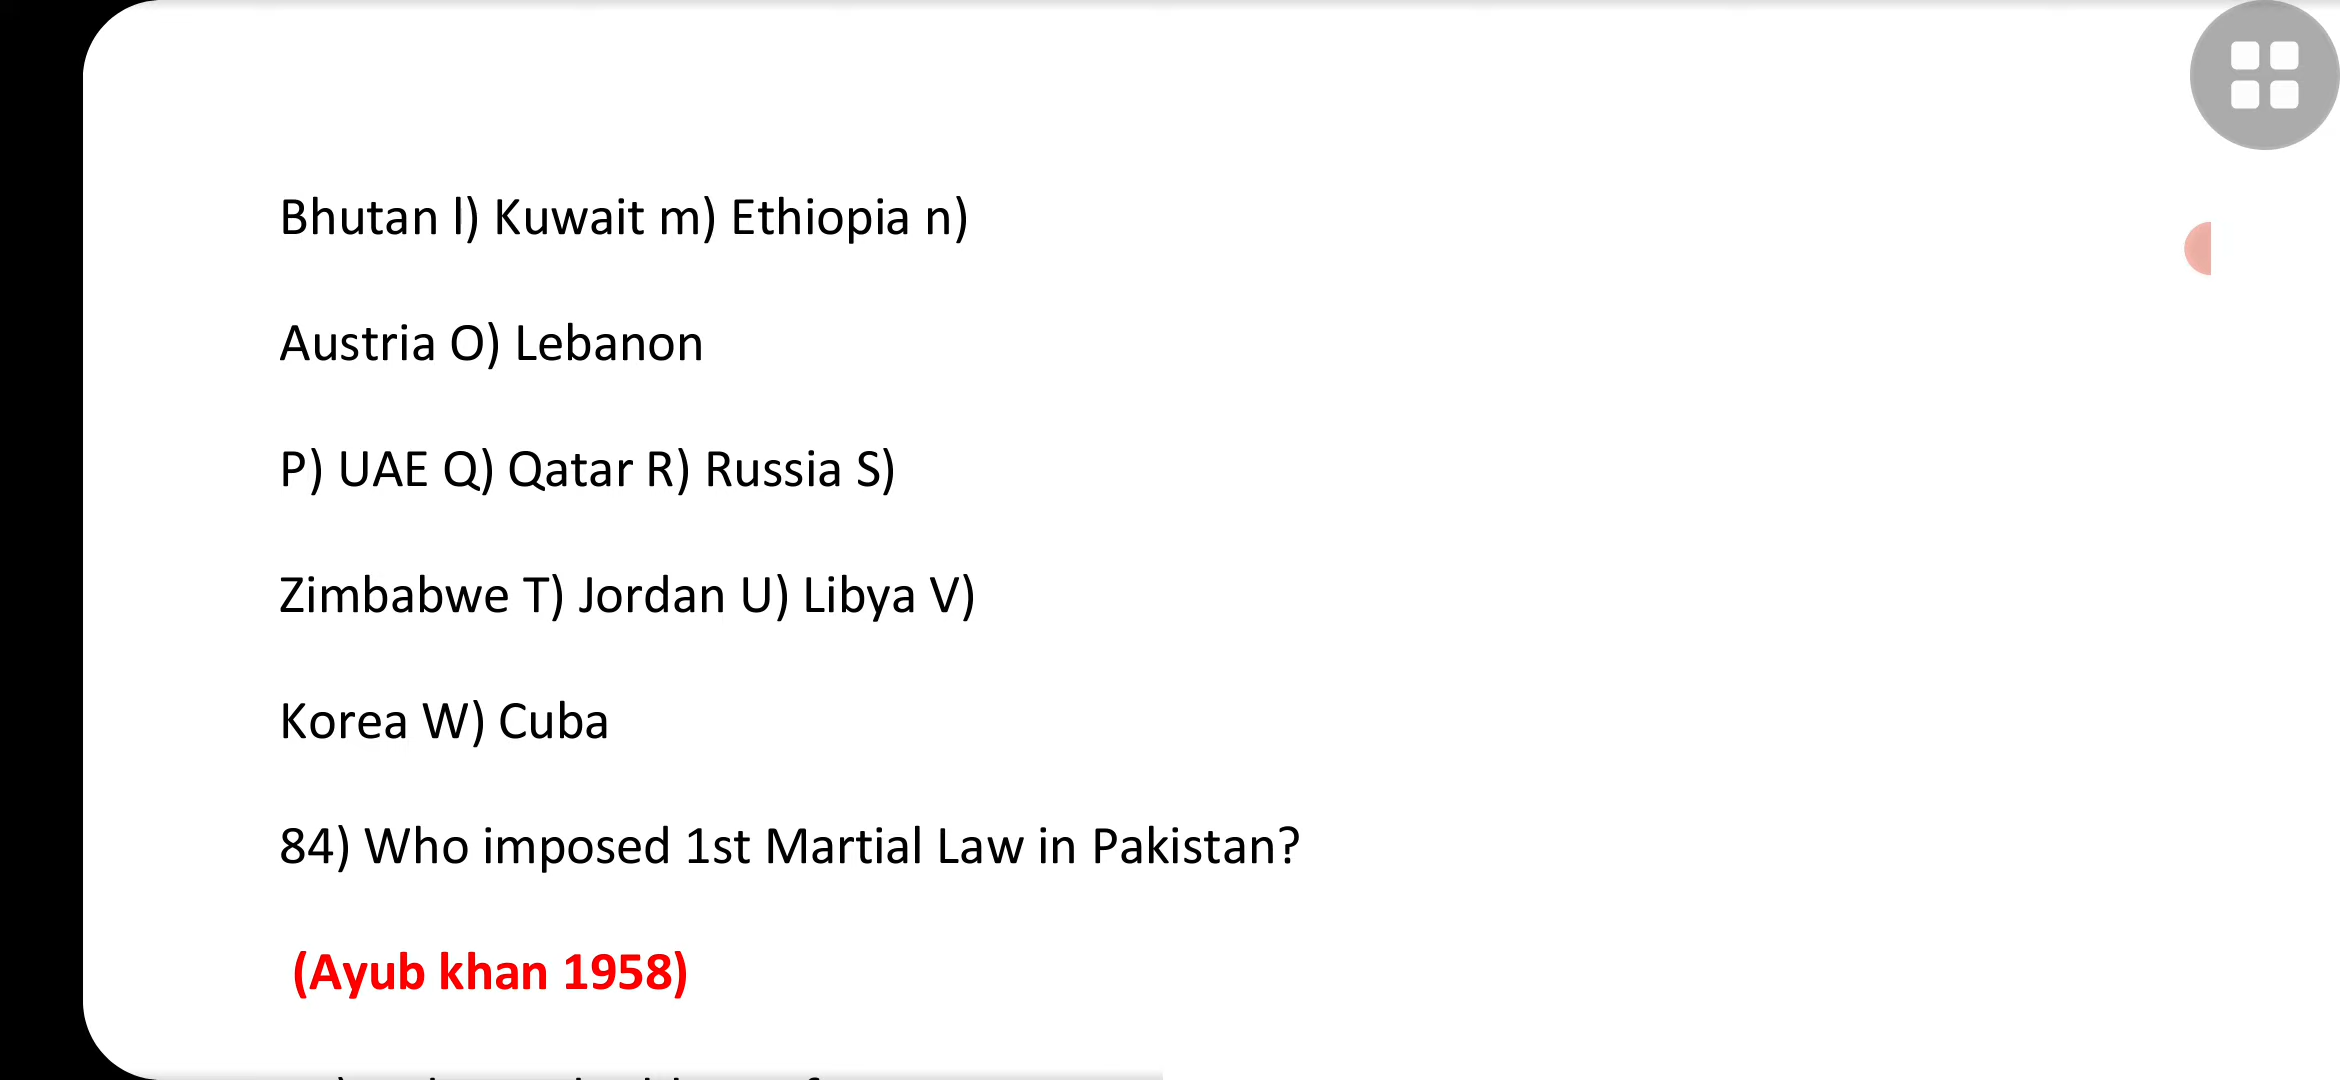 Bhutan l) Kuwait m) Ethiopia n)
Austria O) Lebanon
P) UAE Q) Qatar R) Russia S)
Zimbabwe T) Jordan U) Libya V)
Korea W) Cuba
84) Who imposed 1st Martial Law in Pakistan?
(Ayub khan 1958)